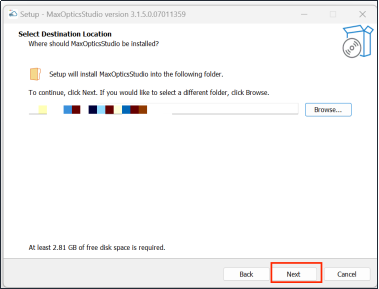 Setup - MaxOpticsStudio version 3.1.5.0.07011359
Select Destination Location
Where should MaxOpticsStudio be installed?
Setup will install MaxOpticsStudio into the following folder.
To continue, click Next. If you would like to select a different folder, click Browse.
Browse...
At least 2.81 GB of free disk space is required.
Back Next Cancel